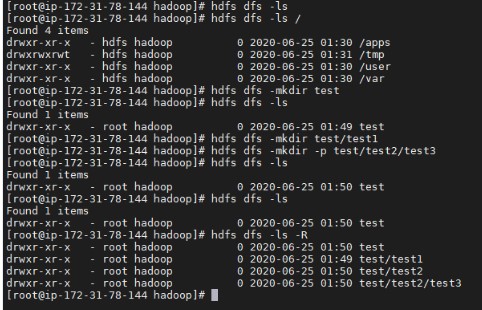 [root@ip-172-31-78-144 hadoop]# hdfs dfs -ls
[root@ip-172-31-78-144 hadoop]# hdfs dfs -ls /
Found 4 items
drwxr-xr-x   - hdfs hadoop          0 2020-06-25 01:30 /apps
drwxrwxrwt   - hdfs hadoop          0 2020-06-25 01:31 /tmp
drwxr-xr-x   - hdfs hadoop          0 2020-06-25 01:30 /user
drwxr-xr-x   - hdfs hadoop          0 2020-06-25 01:30 /var
[root@ip-172-31-78-144 hadoop]# hdfs dfs -mkdir test
[root@ip-172-31-78-144 hadoop]# hdfs dfs -ls
Found 1 items
drwxr-xr-x   - root hadoop          0 2020-06-25 01:49 test
[root@ip-172-31-78-144 hadoop]# hdfs dfs -mkdir test/test1
[root@ip-172-31-78-144 hadoop]# hdfs dfs -mkdir -p test/test2/test3
[root@ip-172-31-78-144 hadoop]# hdfs dfs -ls
Found 1 items
drwxr-xr-x   - root hadoop          0 2020-06-25 01:50 test
[root@ip-172-31-78-144 hadoop]# hdfs dfs -ls
Found 1 items
drwxr-xr-x   - root hadoop          0 2020-06-25 01:50 test
[root@ip-172-31-78-144 hadoop]# hdfs dfs -ls -R
drwxr-xr-x   - root hadoop          0 2020-06-25 01:50 test
drwxr-xr-x   - root hadoop          0 2020-06-25 01:49 test/test1
drwxr-xr-x   - root hadoop          0 2020-06-25 01:50 test/test2
drwxr-xr-x   - root hadoop          0 2020-06-25 01:50 test/test2/test3
[root@ip-172-31-78-144 hadoop]#